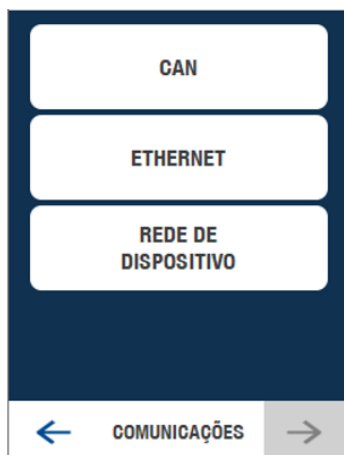 CAN
ETHERNET
REDE DE
DISPOSITIVO
COMUNICAÇÕES